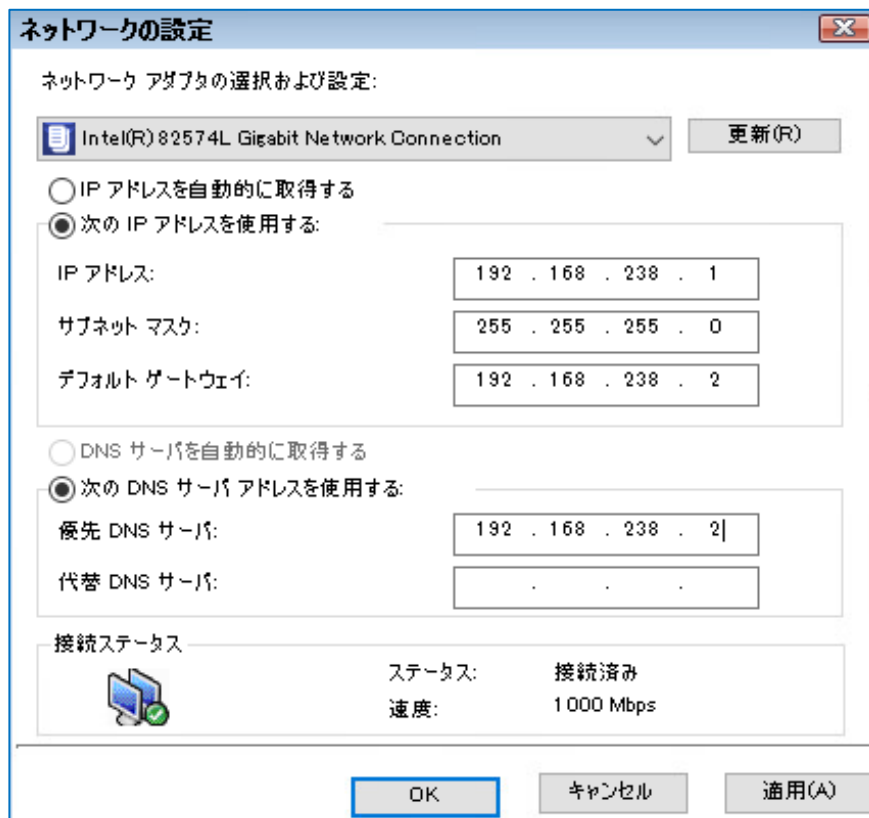 ネットワークの設定
ネットワーク アダプタの選択および設定:
Intel(R) 82574L Gigabit Network Connection 更新(R)
IP アドレスを自動的に取得する
次の IP アドレスを使用する:
IP アドレス: 192 . 168 . 238 . 1
サブネット マスク: 255 . 255 . 255 . 0
デフォルト ゲートウェイ: 192 . 168 . 238 . 2
DNS サーバを自動的に取得する
次の DNS サーバ アドレスを使用する:
優先 DNS サーバ: 192 . 168 . 238 . 2
代替 DNS サーバ: . . .
接続ステータス
ステータス: 接続済み
速度: 1000 Mbps
OK キャンセル 適用(A)